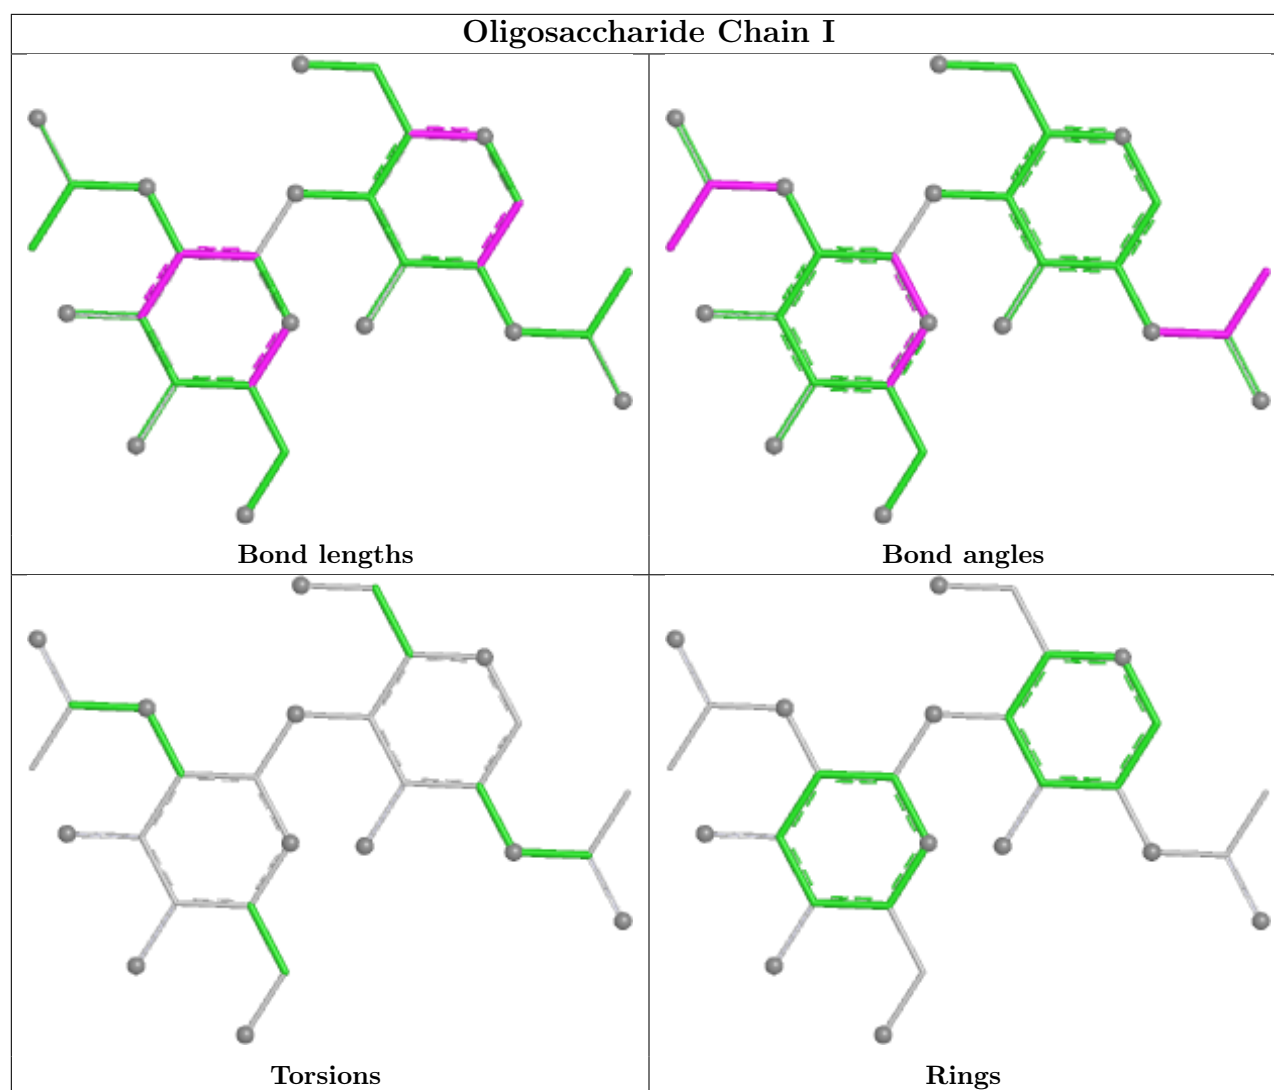 Oligosaccharide Chain I
Bond lengths
Bond angles
Torsions
Rings